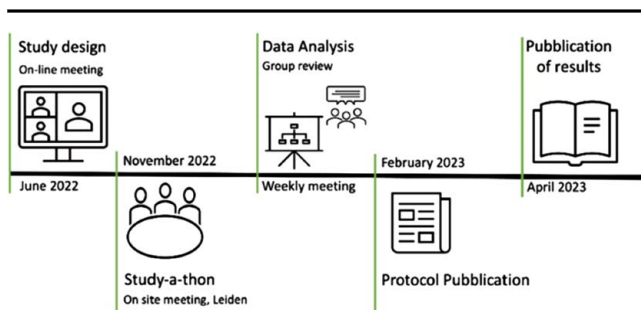 Study design
On-line meeting
June 2022
November 2022
Study-a-thon
On site meeting, Leiden
Data Analysis
Group review
Weekly meeting
February 2023
Protocol Pubblication
Pubblication
of results
April 2023